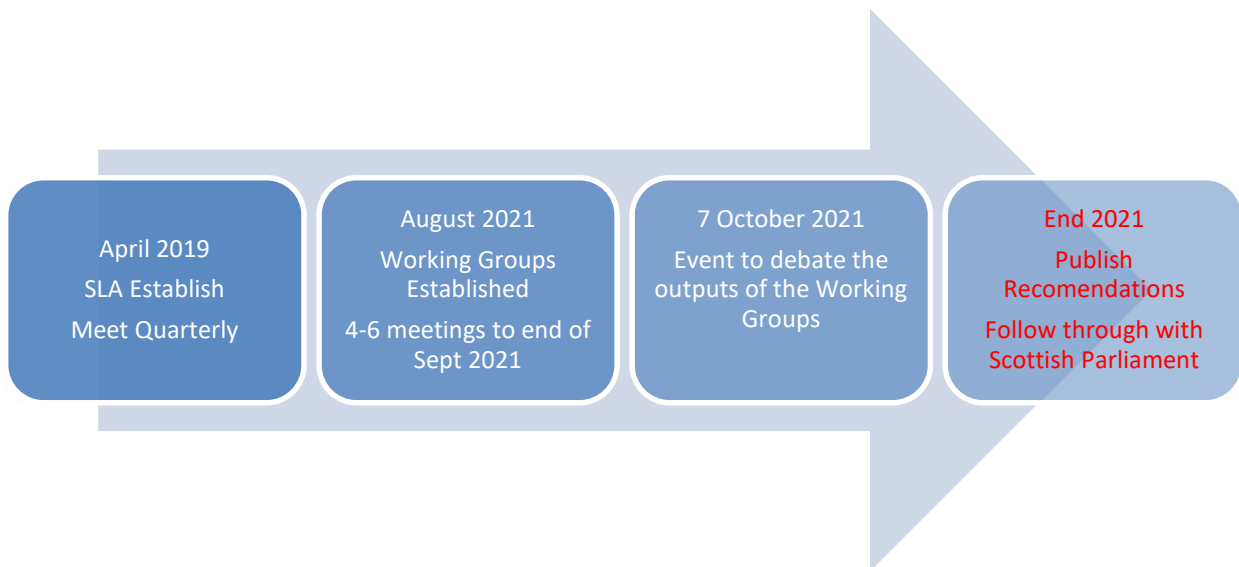 April 2019
SLA Establish
Meet Quarterly
August 2021
Working Groups
Established
4-6 meetings to end of
Sept 2021
7 October 2021
Event to debate the
outputs of the Working
Groups
End 2021
Publish
Recomendations
Follow through with
Scottish Parliament